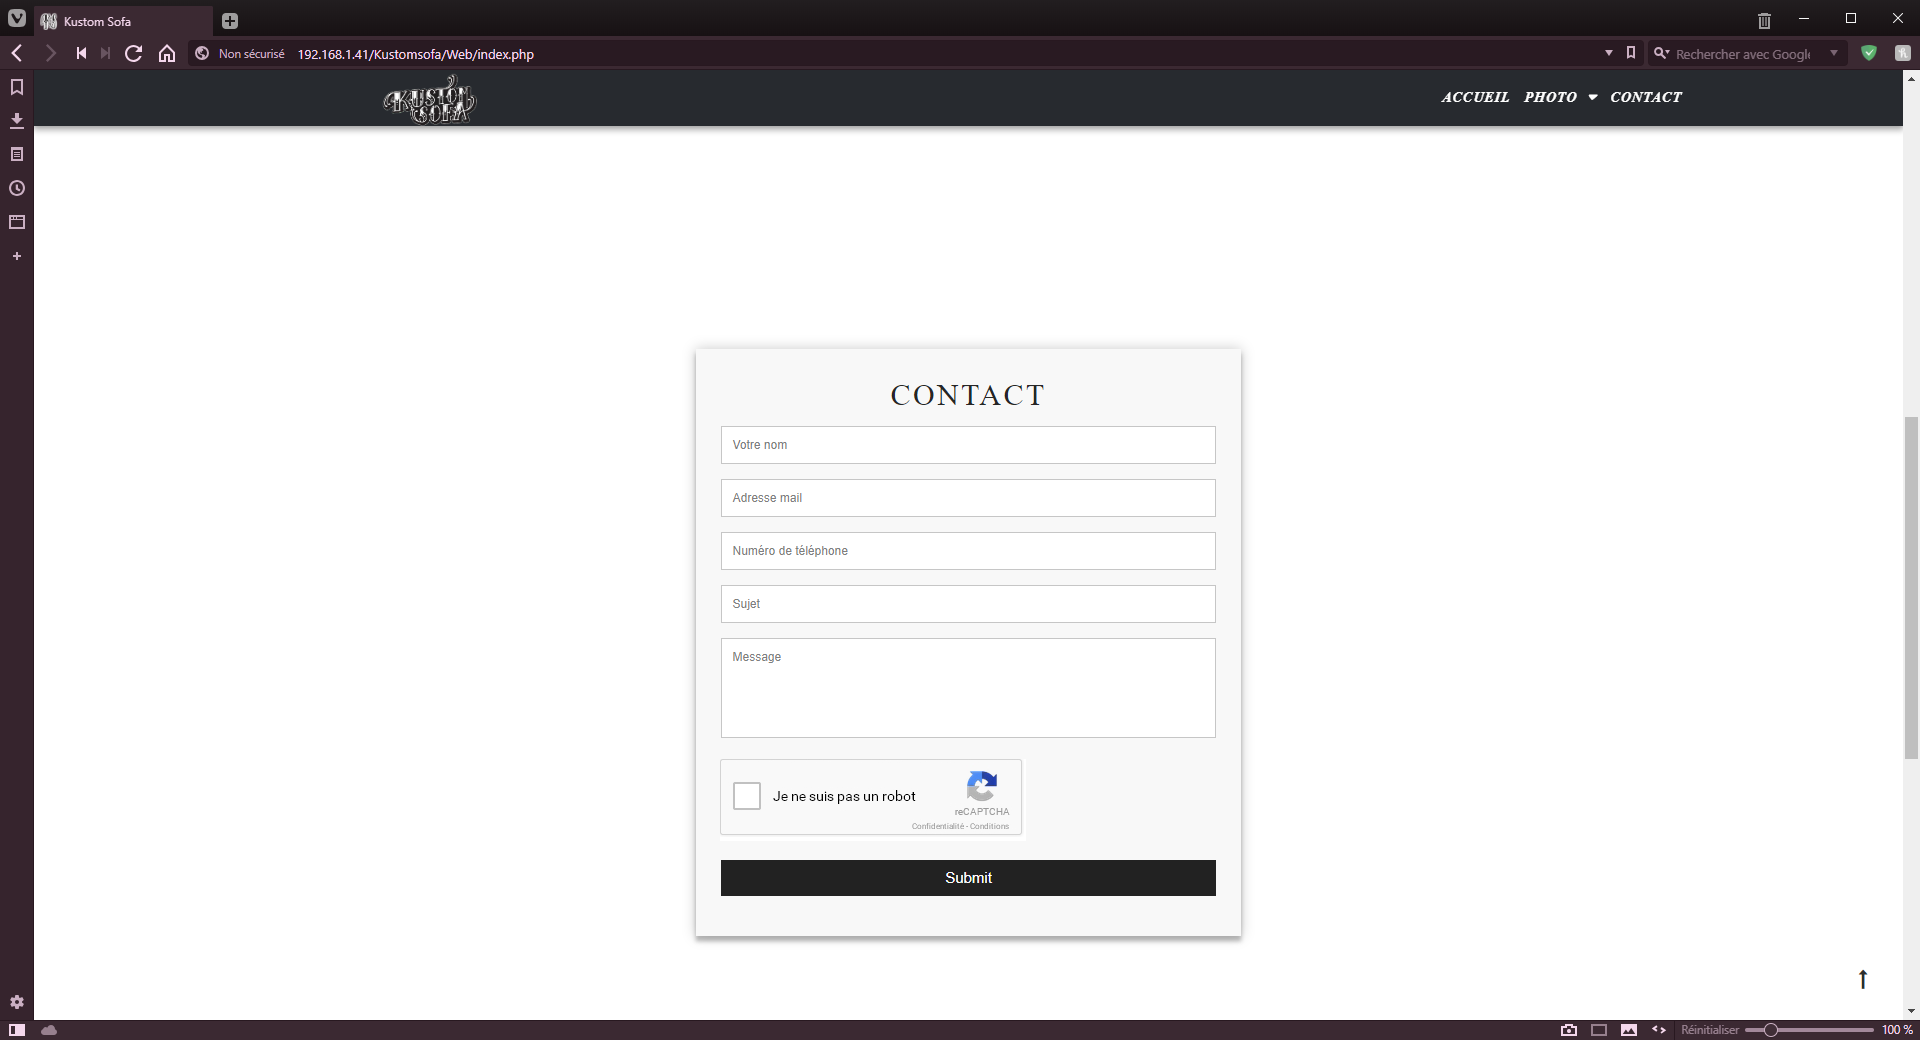 Kustom Sofa
Non sécurisé 192.168.1.41/Kustomsofa/Web/index.php
Rechercher avec Googl
KUSTOM
SOFA
ACCUEIL PHOTO CONTACT
CONTACT
Votre nom
Adresse mail
Numéro de téléphone
Sujet
Message
Je ne suis pas un robot
reCAPTCHA
Confidentialité - Conditions
Submit
Réinitialiser 100 %